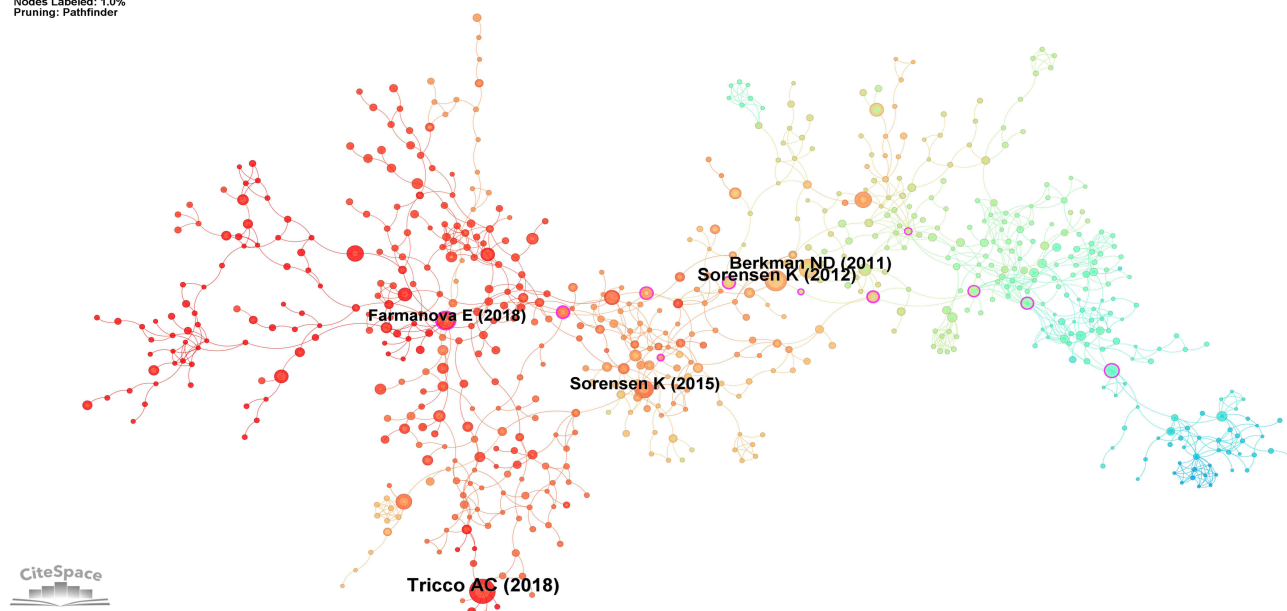 Nodes Labeled: 1.0%
Pruning: Pathfinder
Berkman ND (2011)
Sorensen K (2012)
Farmanova E (2018)
Sorensen K (2015)
Tricco AC (2018)
CiteSpace